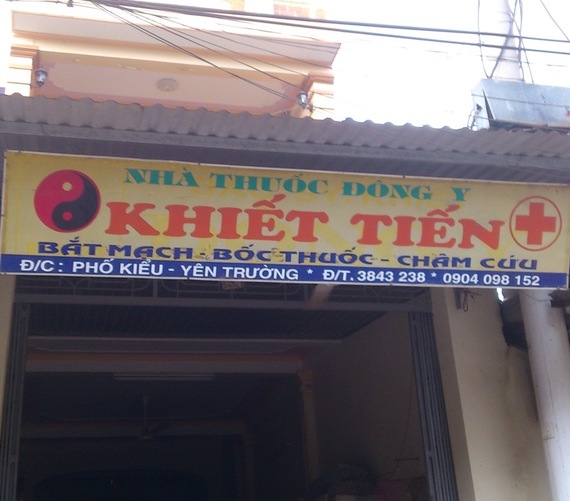 NHÀ THUỐC ĐÔNG Y
KHIẾT TIẾN
BẮT MẠCH - BỐC THUỐC - CHÂM CỨU
Đ/C : PHỐ KIỂU - YÊN TRƯỜNG * Đ/T. 3843 238 * 0904 098 152